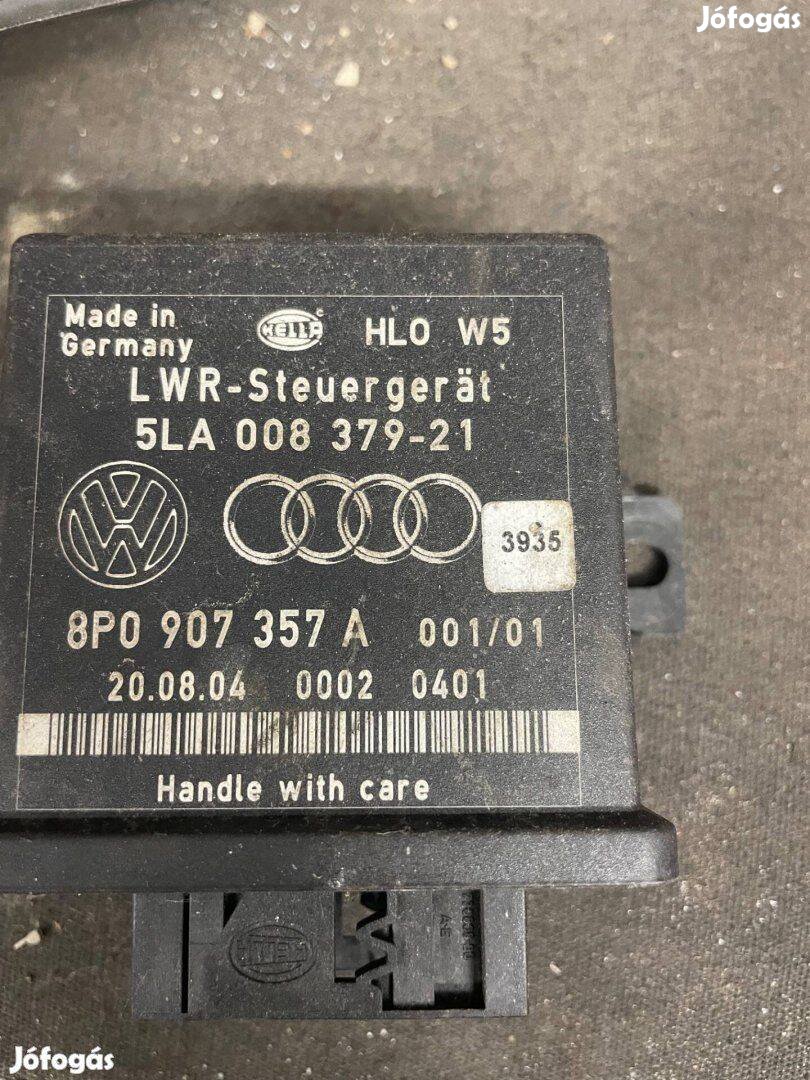 Jófogás
Made in Germany
HELLA
HLO W5
LWR-Steuergerät
5LA 008 379-21
3935
8P0 907 357 A 001/01
20.08.04 0002 0401
Handle with care
HELLA
Jófogás